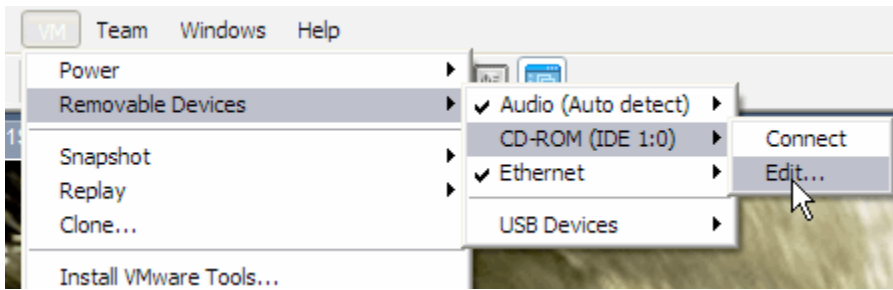 VM Team Windows Help
Power
Removable Devices
Snapshot
Replay
Clone...
Install VMware Tools...
Audio (Auto detect)
CD-ROM (IDE 1:0)
Ethernet
USB Devices
Connect
Edit...